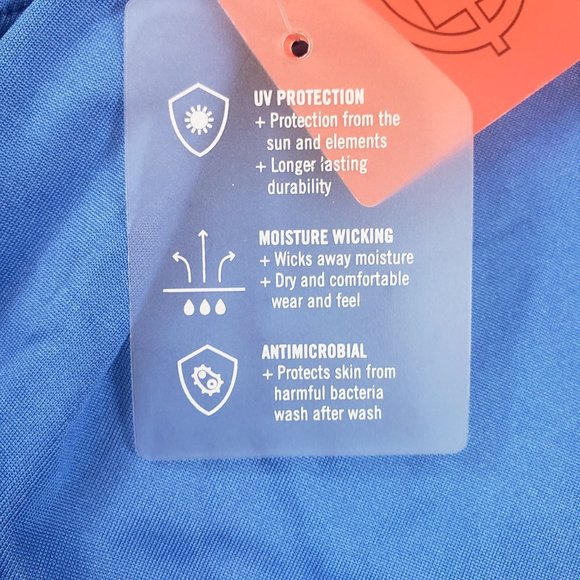 UV PROTECTION
+ Protection from the
sun and elements
+ Longer lasting
durability
MOISTURE WICKING
+ Wicks away moisture
+ Dry and comfortable
wear and feel
ANTIMICROBIAL
+ Protects skin from
harmful bacteria
wash after wash